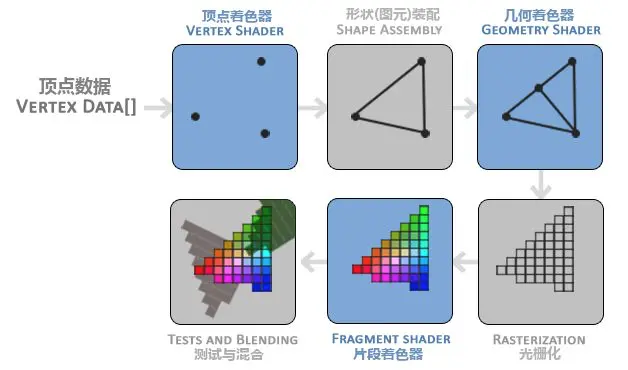 顶点着色器
VERTEX SHADER
形状(图元)装配
SHAPE ASSEMBLY
几何着色器
GEOMETRY SHADER
顶点数据
VERTEX DATA[]
TESTS AND BLENDING
测试与混合
FRAGMENT SHADER
片段着色器
RASTERIZATION
光栅化